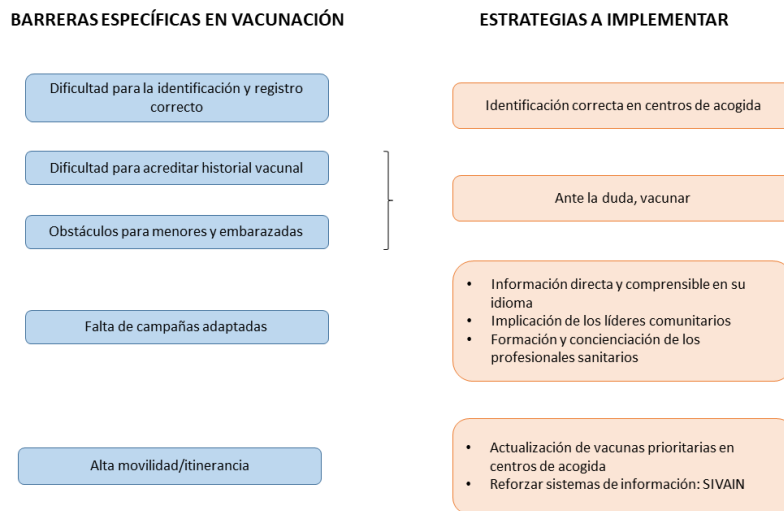 BARRERAS ESPECÍFICAS EN VACUNACIÓN
ESTRATEGIAS A IMPLEMENTAR
Dificultad para la identificación y registro
correcto
Identificación correcta en centros de acogida
Dificultad para acreditar historial vacunal
Obstáculos para menores y embarazadas
Ante la duda, vacunar
Falta de campañas adaptadas
• Información directa y comprensible en su
idioma
• Implicación de los líderes comunitarios
• Formación y concienciación de los
profesionales sanitarios
Alta movilidad/itinerancia
• Actualización de vacunas prioritarias en
centros de acogida
• Reforzar sistemas de información: SIVAIN